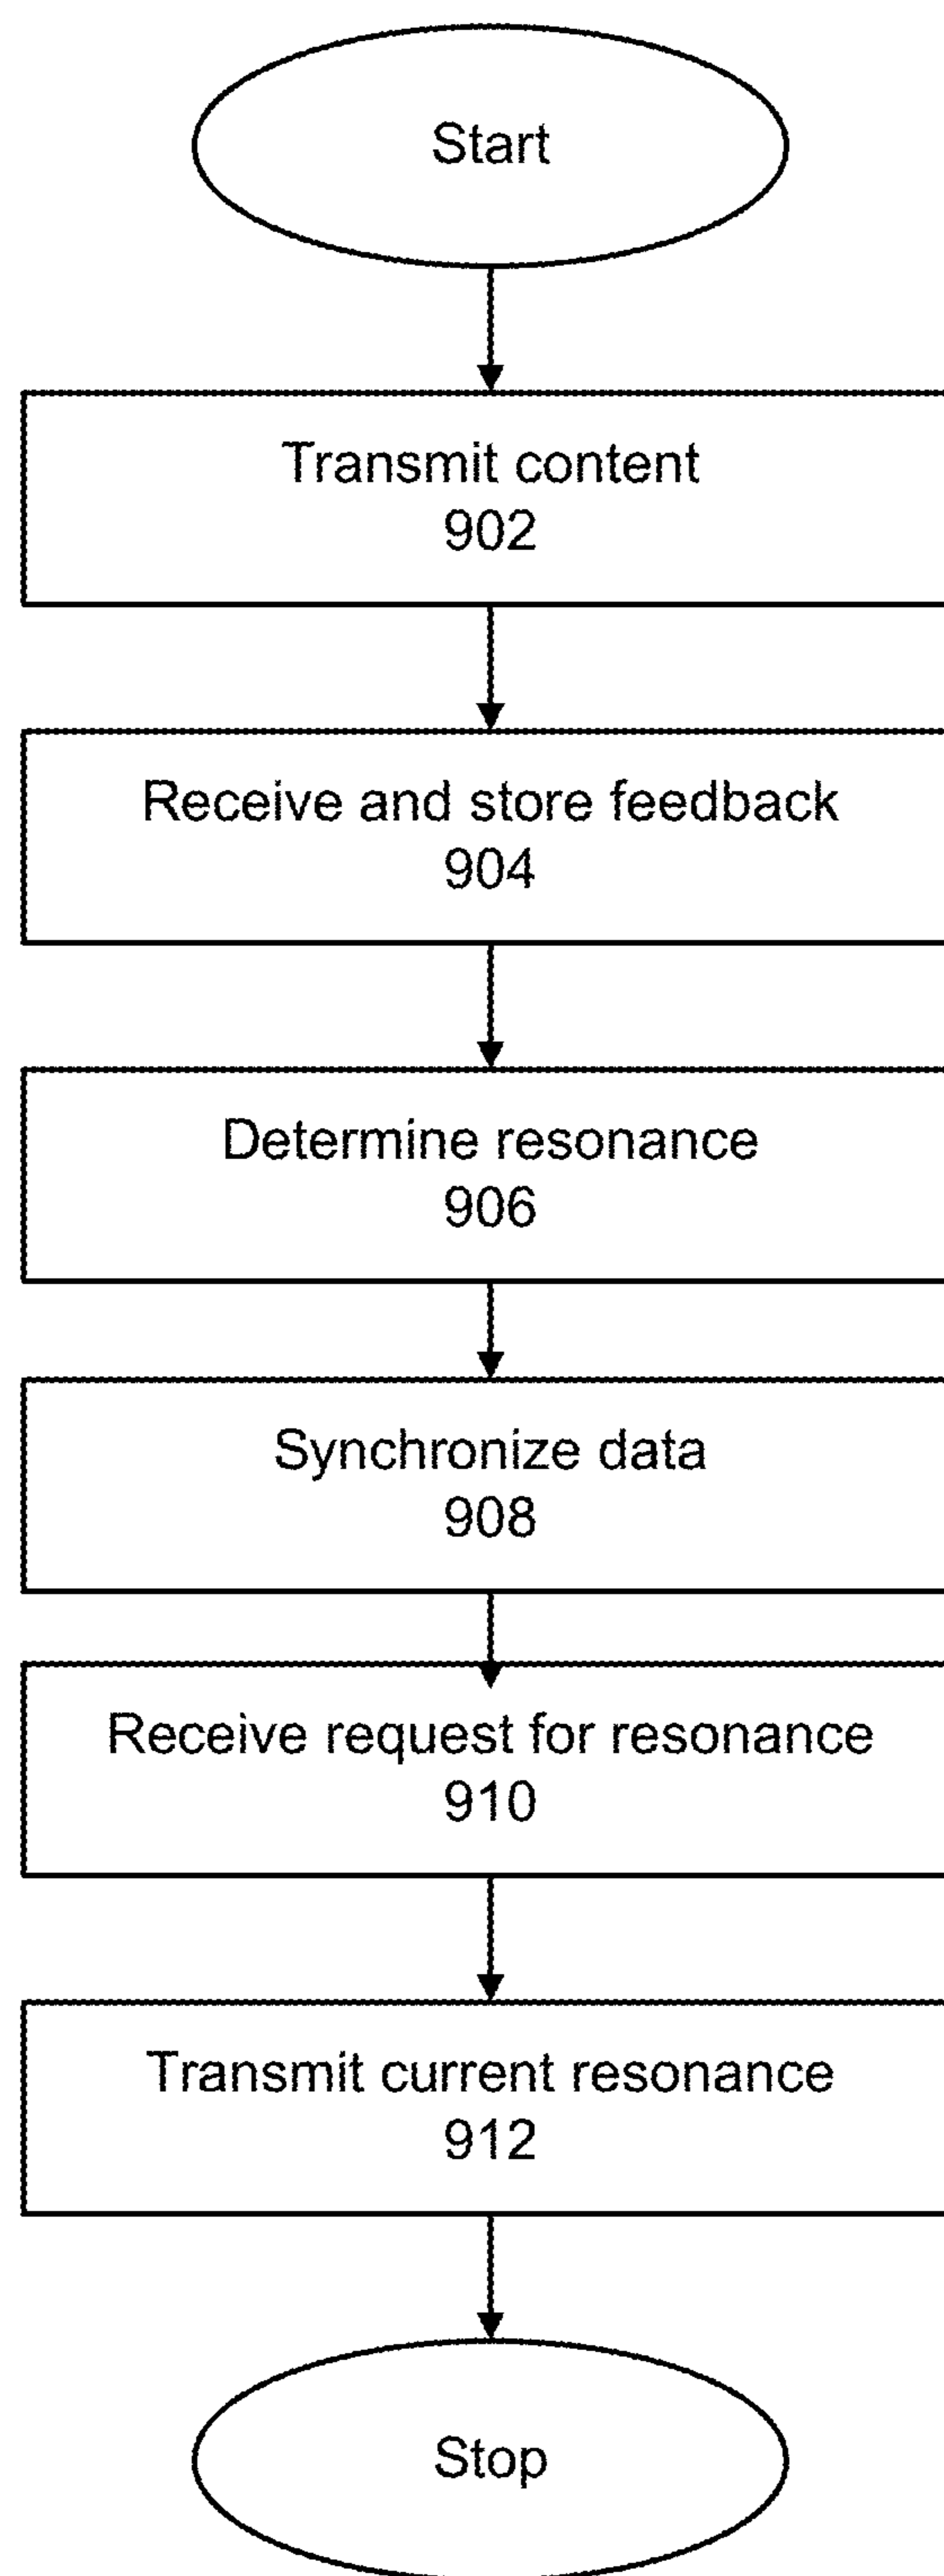 Start
Transmit content
902
Receive and store feedback
904
Determine resonance
906
Synchronize data
908
Receive request for resonance
910
Transmit current resonance
912
Stop